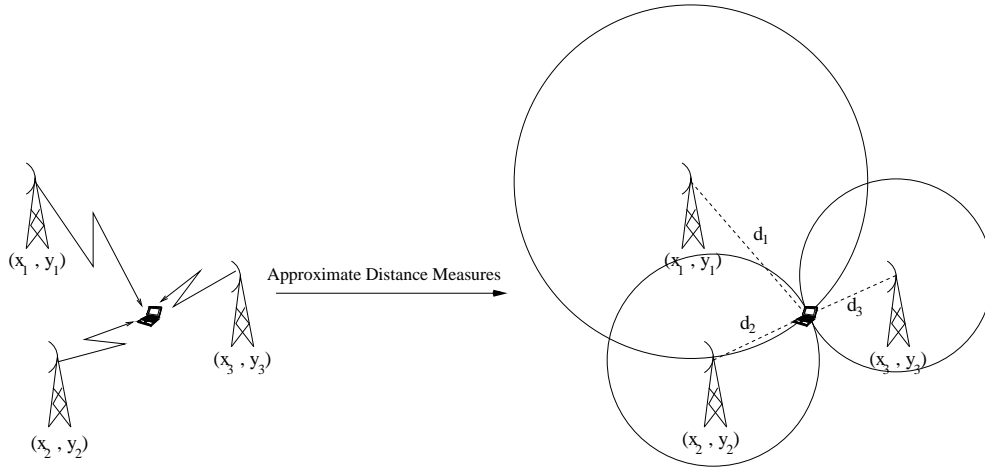 (x₁ , y₁)
(x₂ , y₂)
(x₃ , y₃)
Approximate Distance Measures
(x₁ , y₁)
d₁
d₂
d₃
(x₂ , y₂)
(x₃ , y₃)